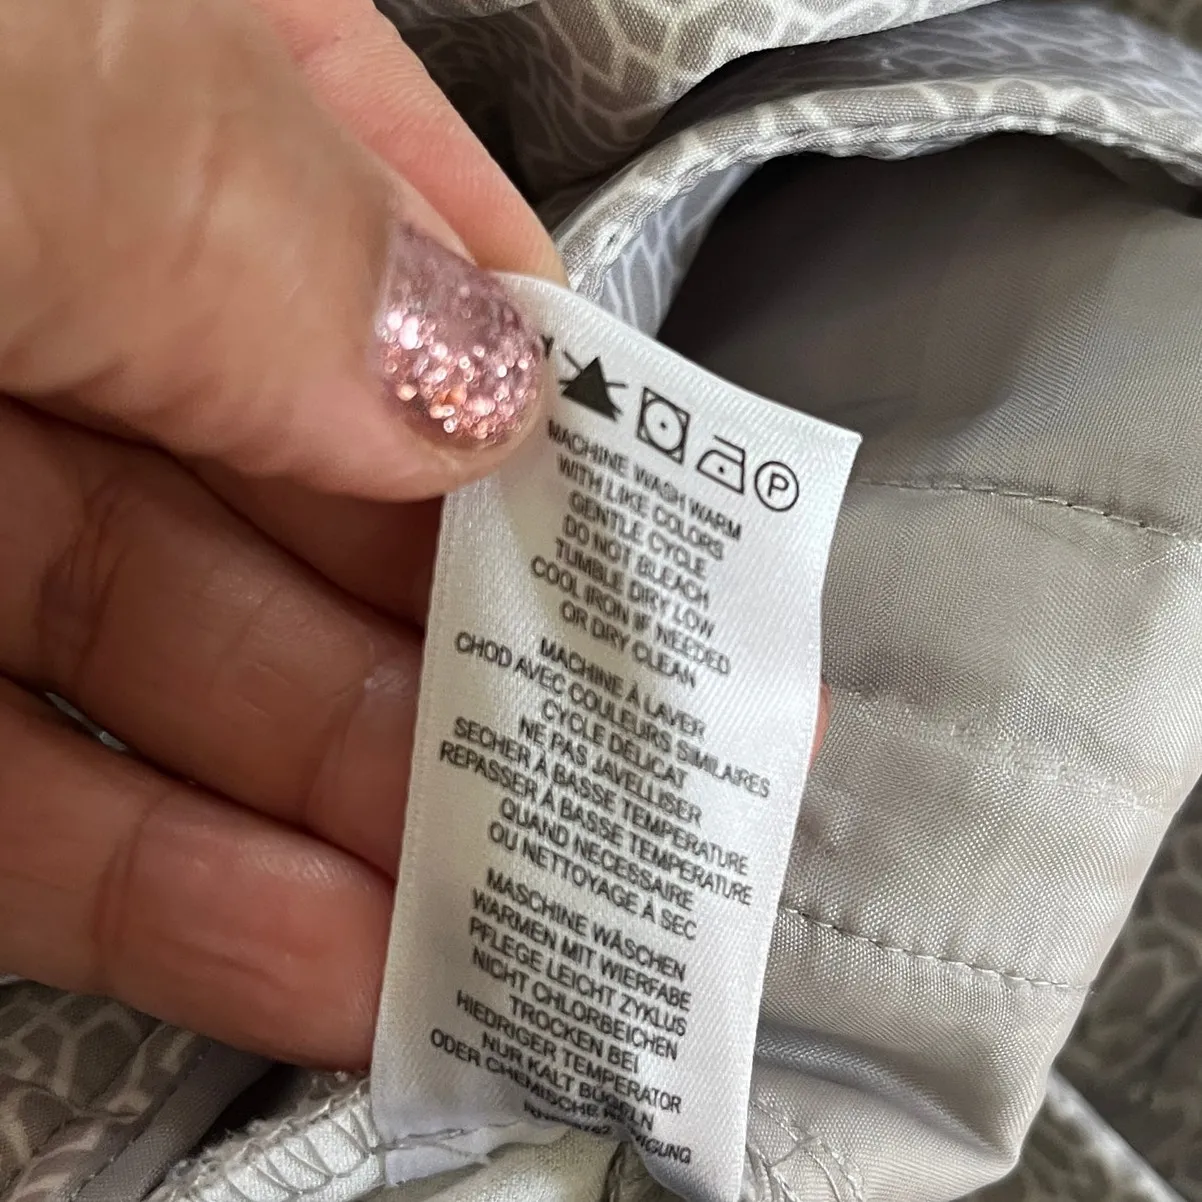 P
MACHINE WASH WARM
WITH LIKE COLORS
GENTLE CYCLE
DO NOT BLEACH
TUMBLE DRY LOW
COOL IRON IF NEEDED
OR DRY CLEAN
MACHINE À LAVER
CHOD AVEC COULEURS SIMILAIRES
CYCLE DELICAT
NE PAS JAVELLISER
SECHER À BASSE TEMPERATURE
REPASSER À BASSE TEMPERATURE
QUAND NECESSAIRE
OU NETTOYAGE À SEC
MASCHINE WÄSCHEN
WARMEN MIT WIERFABE
PFLEGE LEICHT ZYKLUS
NICHT CHLORBEICHEN
TROCKEN BEI
HIEDRIGER TEMPERATOR
NUR KALT BÜGELN
ODER CHEMISCHE